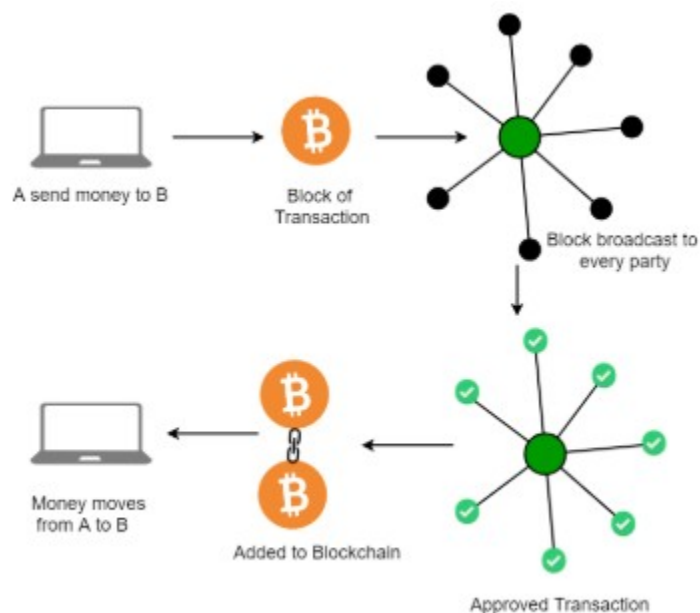 A send money to B
Block of
Transaction
Block broadcast to
every party
Money moves
from A to B
Added to Blockchain
Approved Transaction